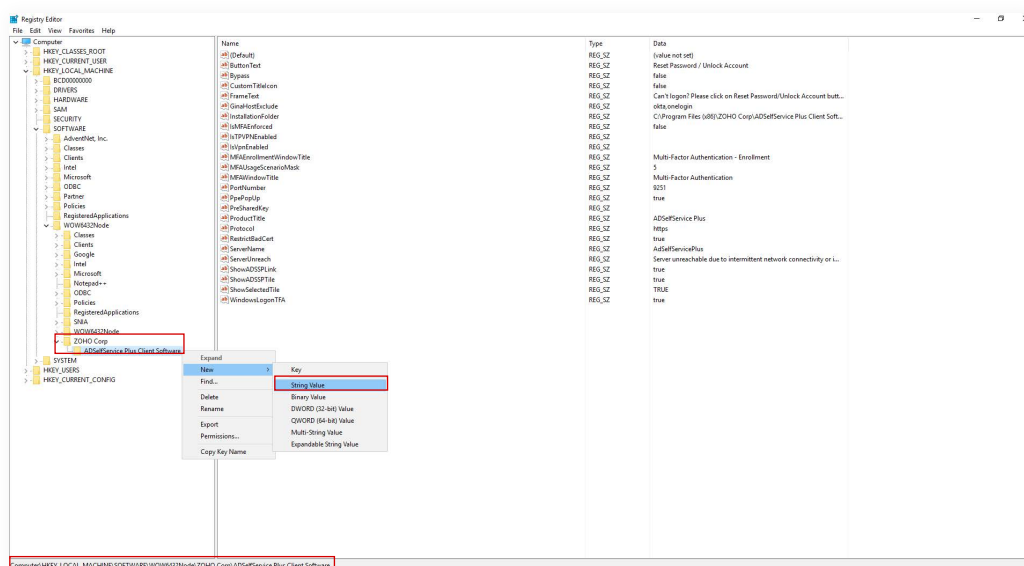 Registry Editor
File Edit View Favorites Help
Computer
HKEY_CLASSES_ROOT
HKEY_CURRENT_USER
HKEY_LOCAL_MACHINE
BCD00000000
DRIVERS
HARDWARE
SAM
SECURITY
SOFTWARE
AdventNet, Inc.
Classes
Clients
Intel
Microsoft
ODBC
Partner
Policies
RegisteredApplications
WOW6432Node
Classes
Clients
Google
Intel
Microsoft
Notepad++
ODBC
Policies
RegisteredApplications
SNIA
WOW6432Node
ZOHO Corp
ADSelfService Plus Client Software
SYSTEM
HKEY_USERS
HKEY_CURRENT_CONFIG
Name Type Data
(Default) REG_SZ (value not set)
ButtonText REG_SZ Reset Password / Unlock Account
Bypass REG_SZ false
CustomTitleIcon REG_SZ false
FrameText REG_SZ Can't logon? Please click on Reset Password/Unlock Account butt...
GinaHostExclude REG_SZ okta,onelogin
InstallationFolder REG_SZ C:\Program Files (x86)\ZOHO Corp\ADSelfService Plus Client Soft...
IsMFAEnforced REG_SZ false
IsTPVPNEnabled REG_SZ
IsVpnEnabled REG_SZ
MFAEnrollmentWindowTitle REG_SZ Multi-Factor Authentication - Enrollment
MFAUsageScenarioMask REG_SZ 5
MFAWindowTitle REG_SZ Multi-Factor Authentication
PortNumber REG_SZ 9251
PpePopUp REG_SZ true
PreSharedKey REG_SZ
ProductTitle REG_SZ ADSelfService Plus
Protocol REG_SZ https
RestrictBadCert REG_SZ true
ServerName REG_SZ AdSelfServicePlus
ServerUnreach REG_SZ Server unreachable due to intermittent network connectivity or i...
ShowADSSPLink REG_SZ true
ShowADSSPTile REG_SZ true
ShowSelectedTile REG_SZ TRUE
WindowsLogonTFA REG_SZ true
Expand
New
Find...
Delete
Rename
Export
Permissions...
Copy Key Name
Key
String Value
Binary Value
DWORD (32-bit) Value
QWORD (64-bit) Value
Multi-String Value
Expandable String Value
Computer\HKEY_LOCAL_MACHINE\SOFTWARE\WOW6432Node\ZOHO Corp\ADSelfService Plus Client Software